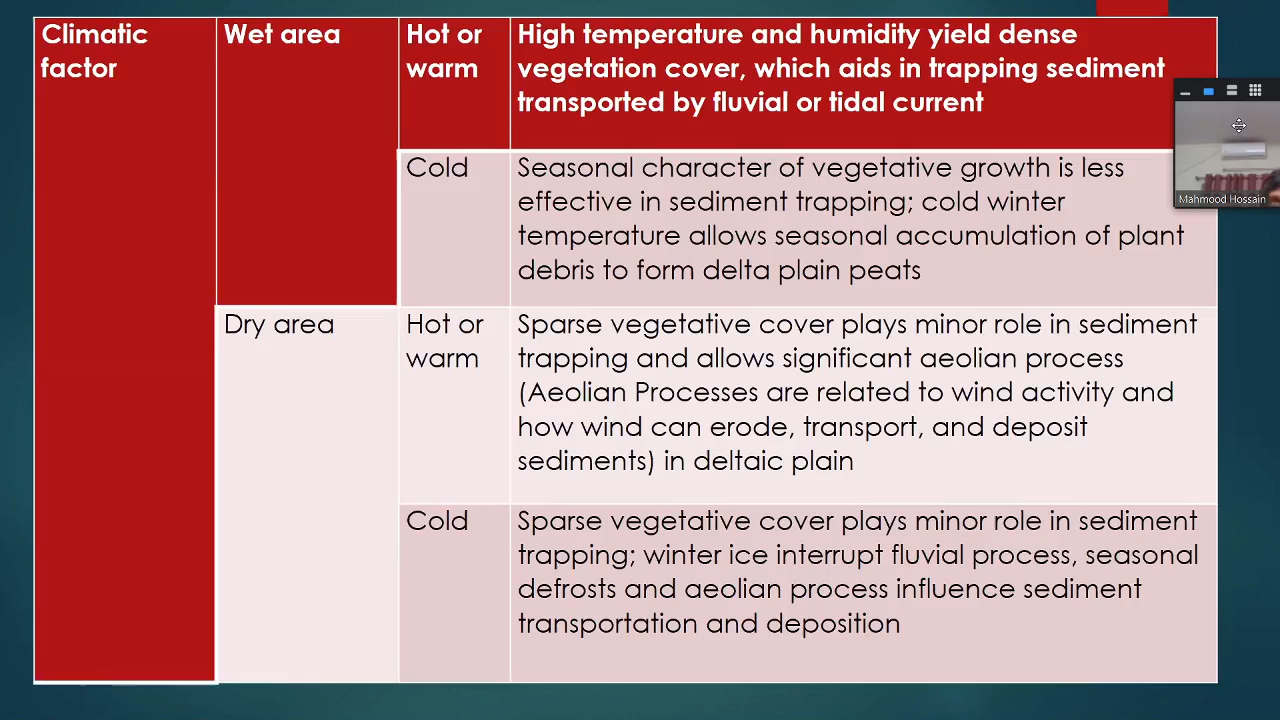 Climatic
factor
Wet area
Hot or
warm
High temperature and humidity yield dense
vegetation cover, which aids in trapping sediment
transported by fluvial or tidal current
Cold
Seasonal character of vegetative growth is less
effective in sediment trapping; cold winter
temperature allows seasonal accumulation of plant
debris to form delta plain peats
Dry area
Hot or
warm
Sparse vegetative cover plays minor role in sediment
trapping and allows significant aeolian process
(Aeolian Processes are related to wind activity and
how wind can erode, transport, and deposit
sediments) in deltaic plain
Cold
Sparse vegetative cover plays minor role in sediment
trapping; winter ice interrupt fluvial process, seasonal
defrosts and aeolian process influence sediment
transportation and deposition
Mahmood Hossain